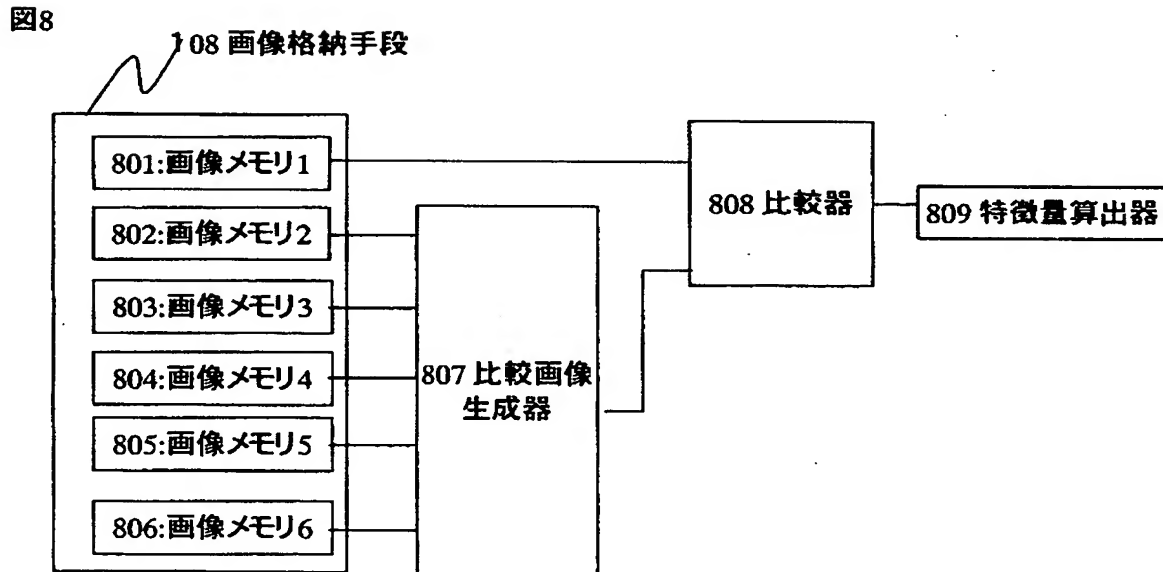 図8
108 画像格納手段
801:画像メモリ1
802:画像メモリ2
803:画像メモリ3
804:画像メモリ4
805:画像メモリ5
806:画像メモリ6
807 比較画像
生成器
808 比較器
809 特徴量算出器